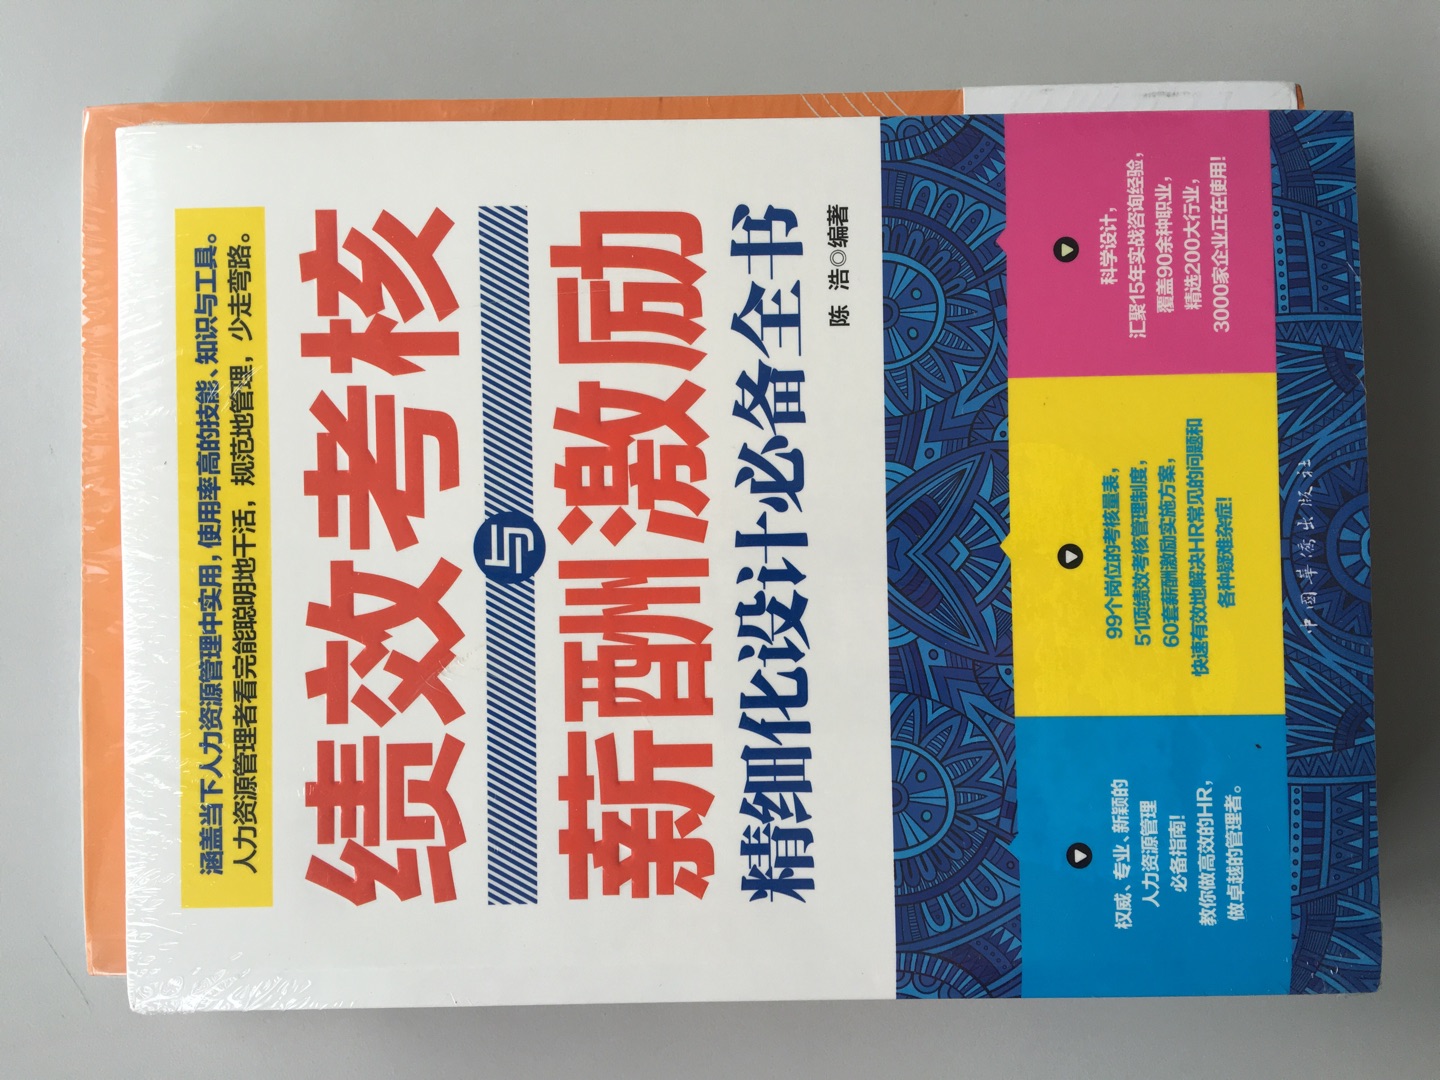 涵盖当下人力资源管理中实用，使用率高的技能、知识与工具。
人力资源管理者看完能聪明地干活，规范地管理，少走弯路。
绩效考核
与
薪酬激励
精细化设计必备全书
陈 浩◎编著
权威、专业、新颖的
人力资源管理
必备指南！
教你做高效的HR，
做卓越的管理者。
99个岗位的考核量表，
51项绩效考核管理制度，
60套薪酬激励实施方案，
快速有效地解决HR常见的问题和
各种疑难杂症！
科学设计，
汇聚15年实战咨询经验，
覆盖90余种职业，
精选200大行业，
3000家企业正在使用！
中國華僑出版社